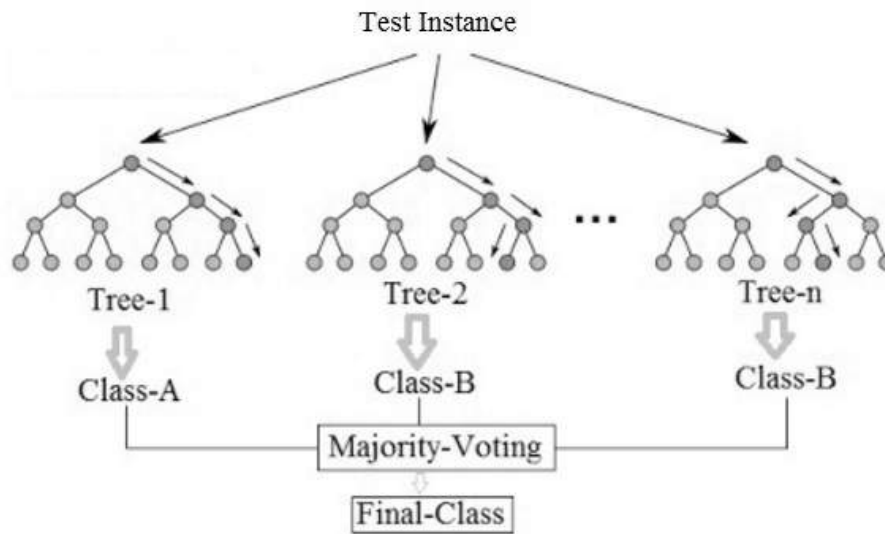 Test Instance
...
Tree-1
Tree-2
Tree-n
Class-A
Class-B
Class-B
Majority-Voting
Final-Class